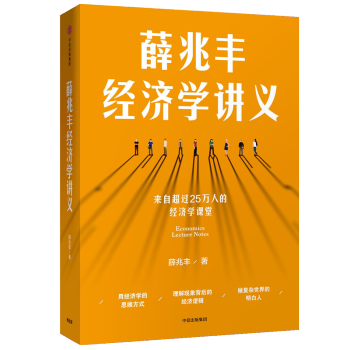 薛兆丰经济学讲义
薛兆丰 著
薛兆丰
经济学讲义
来自超过25万人的
经济学课堂
Economics
Lecture Notes
薛兆丰 / 著
用经济学的
思维方式
理解现象背后的
经济逻辑
做复杂世界的
明白人
中信出版集团